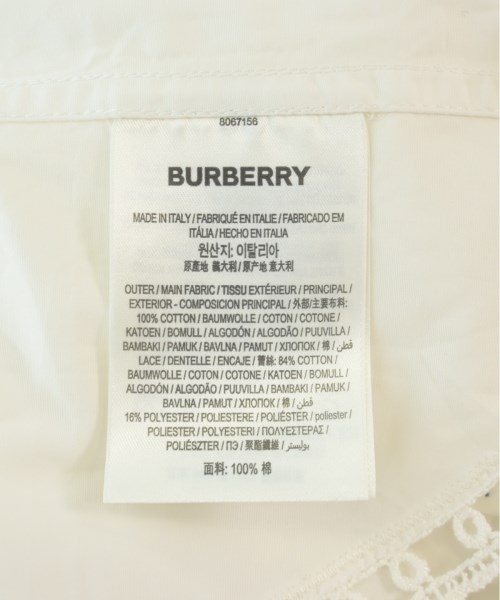 8067156
BURBERRY
MADE IN ITALY / FABRIQUÉ EN ITALIE / FABRICADO EM
ITÁLIA / HECHO EN ITALIA
원산지: 이탈리아
原産地 義大利 / 原产地 意大利
OUTER / MAIN FABRIC / TISSU EXTÉRIEUR / PRINCIPAL /
EXTERIOR - COMPOSICION PRINCIPAL / 外部/主要布料:
100% COTTON / BAUMWOLLE / COTON / COTONE /
KATOEN / BOMULL / ALGODÓN / ALGODÃO / PUUVILLA /
BAMBAKI / PAMUK / BAVLNA / PAMUT / ХЛОПОК / 棉 / قطن /
LACE / DENTELLE / ENCAJE / 蕾絲: 84% COTTON /
BAUMWOLLE / COTON / COTONE / KATOEN / BOMULL /
ALGODÓN / ALGODÃO / PUUVILLA / BAMBAKI / PAMUK /
BAVLNA / PAMUT / ХЛОПОК / 棉 / قطن /
16% POLYESTER / POLIESTERE / POLIÉSTER / poliester /
POLIESTER / POLYESTERI / ΠΟΛΥΕΣΤΕΡΑΣ /
POLIÉSZTER / ПЭ / 聚酯纖維 / بوليستر /
面料: 100% 棉